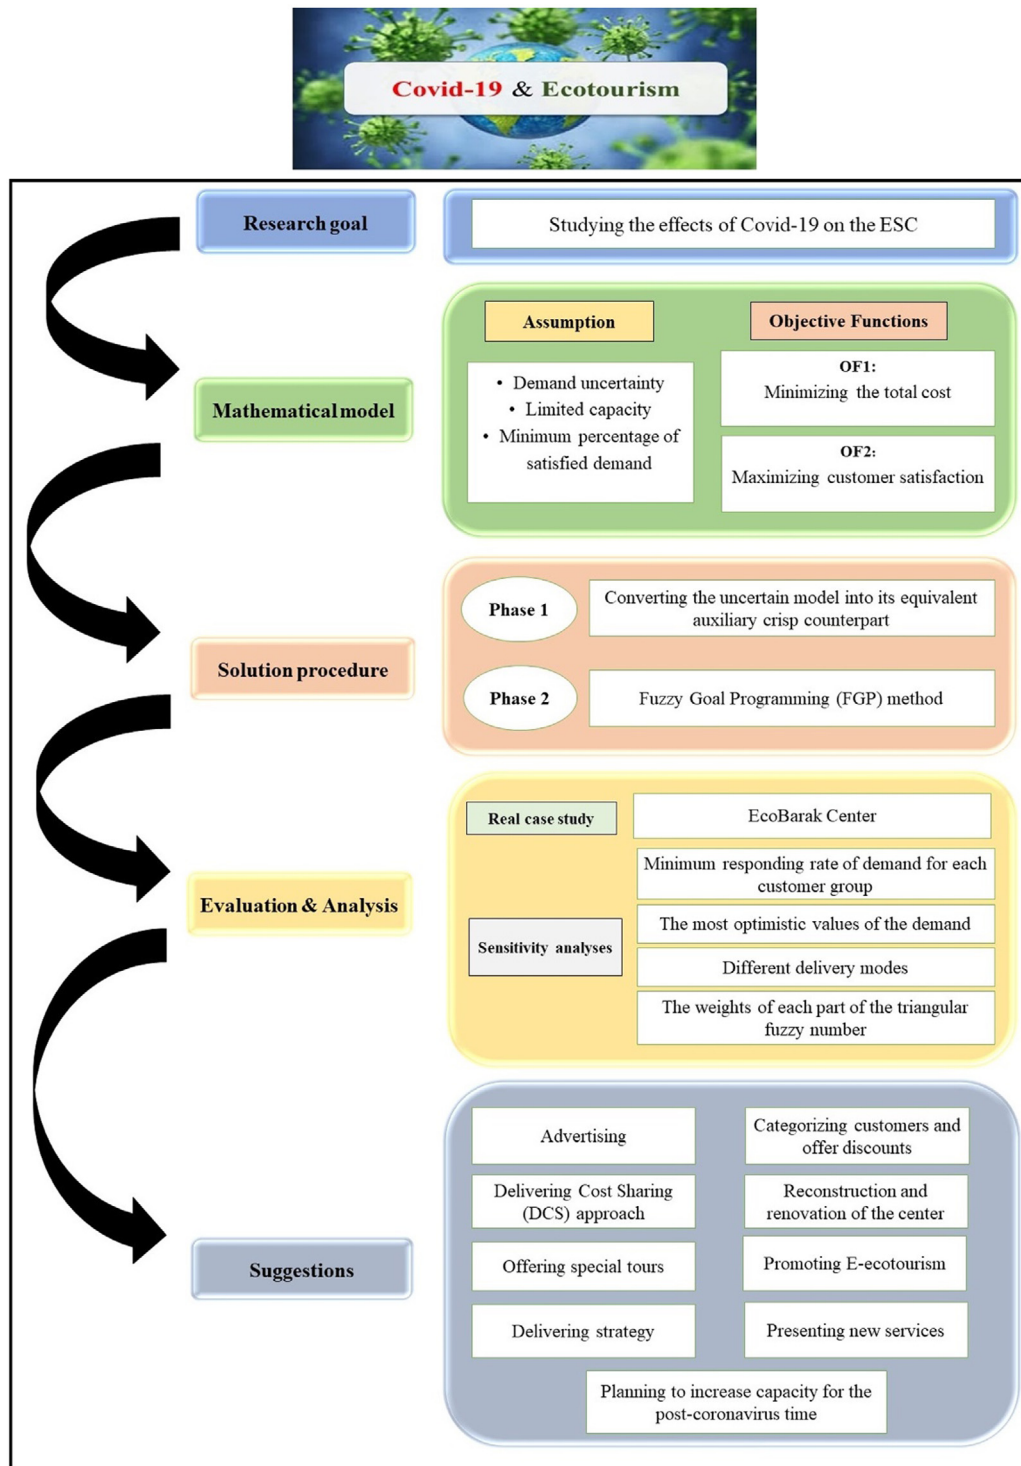 Covid-19 & Ecotourism
Research goal
Studying the effects of Covid-19 on the ESC
Mathematical model
Assumption
• Demand uncertainty
• Limited capacity
• Minimum percentage of
satisfied demand
Objective Functions
OF1:
Minimizing the total cost
OF2:
Maximizing customer satisfaction
Solution procedure
Phase 1
Converting the uncertain model into its equivalent
auxiliary crisp counterpart
Phase 2
Fuzzy Goal Programming (FGP) method
Evaluation & Analysis
Real case study
EcoBarak Center
Sensitivity analyses
Minimum responding rate of demand for each
customer group
The most optimistic values of the demand
Different delivery modes
The weights of each part of the triangular
fuzzy number
Suggestions
Advertising
Categorizing customers and
offer discounts
Delivering Cost Sharing
(DCS) approach
Reconstruction and
renovation of the center
Offering special tours
Promoting E-ecotourism
Delivering strategy
Presenting new services
Planning to increase capacity for the
post-coronavirus time